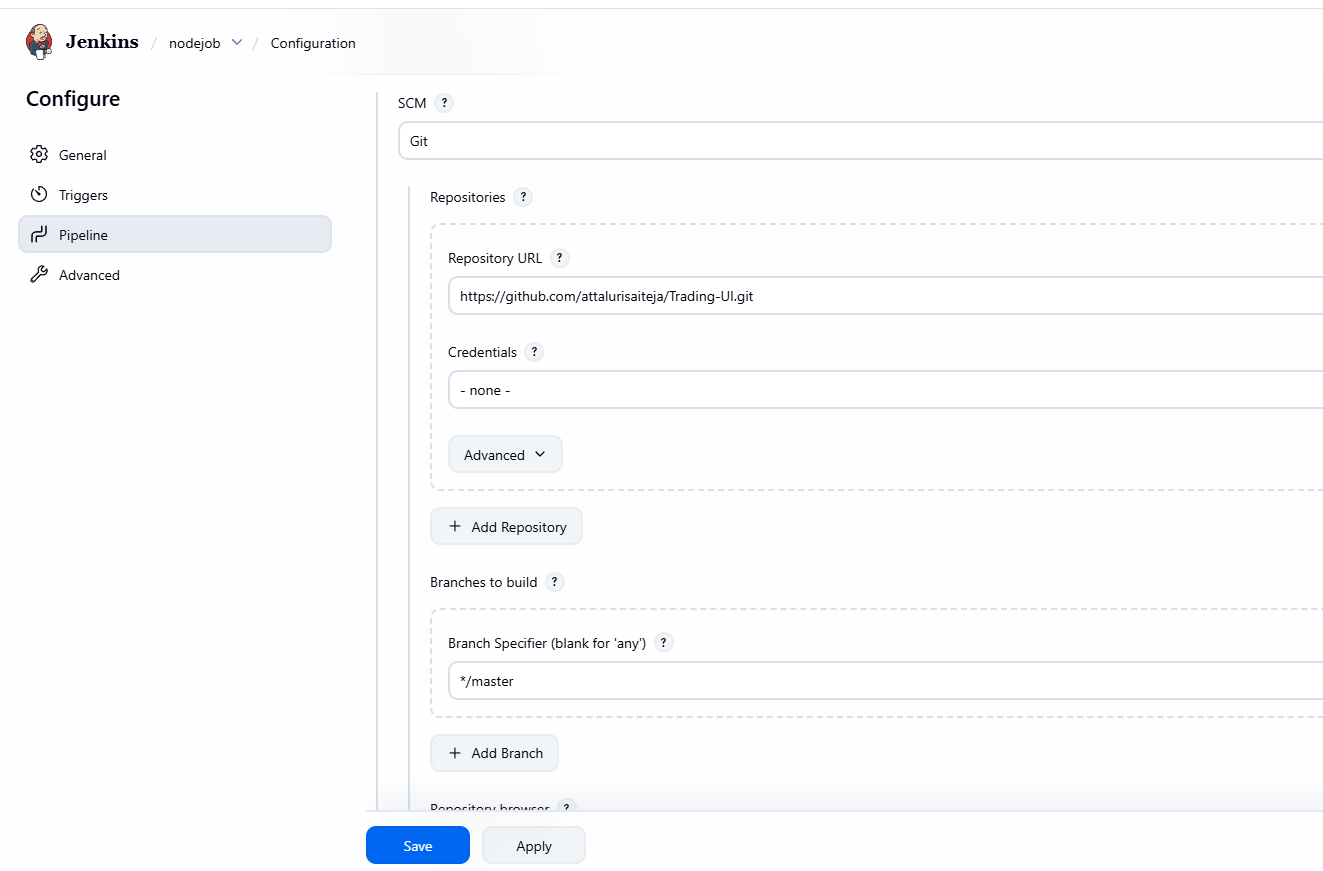 Jenkins / nodejob / Configuration
Configure
General
Triggers
Pipeline
Advanced
SCM ?
Git
Repositories ?
Repository URL ?
https://github.com/attalurisaiteja/Trading-UI.git
Credentials ?
- none -
Advanced
+ Add Repository
Branches to build ?
Branch Specifier (blank for 'any') ?
*/master
+ Add Branch
Repository browser ?
Save Apply